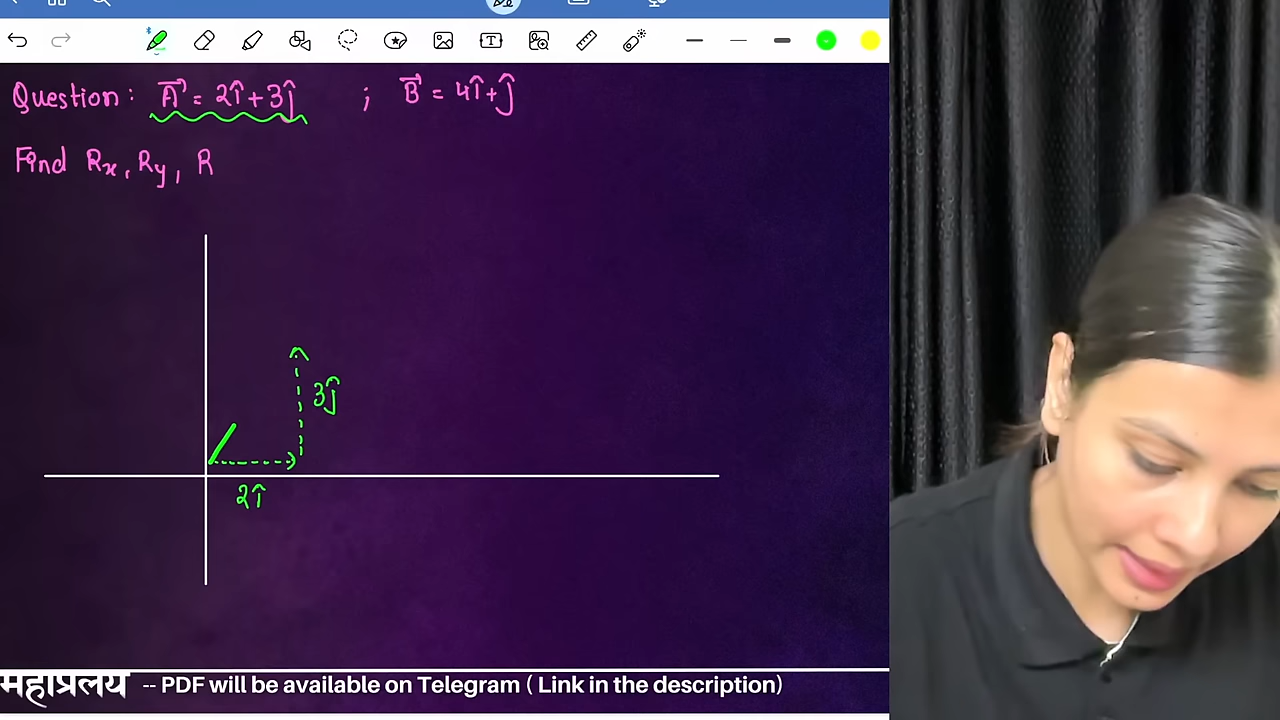 Question: A⃗ = 2î + 3ĵ ; B⃗ = 4î + ĵ
Find Rx, Ry, R
3ĵ
2î
महाप्रलय -- PDF will be available on Telegram ( Link in the description)